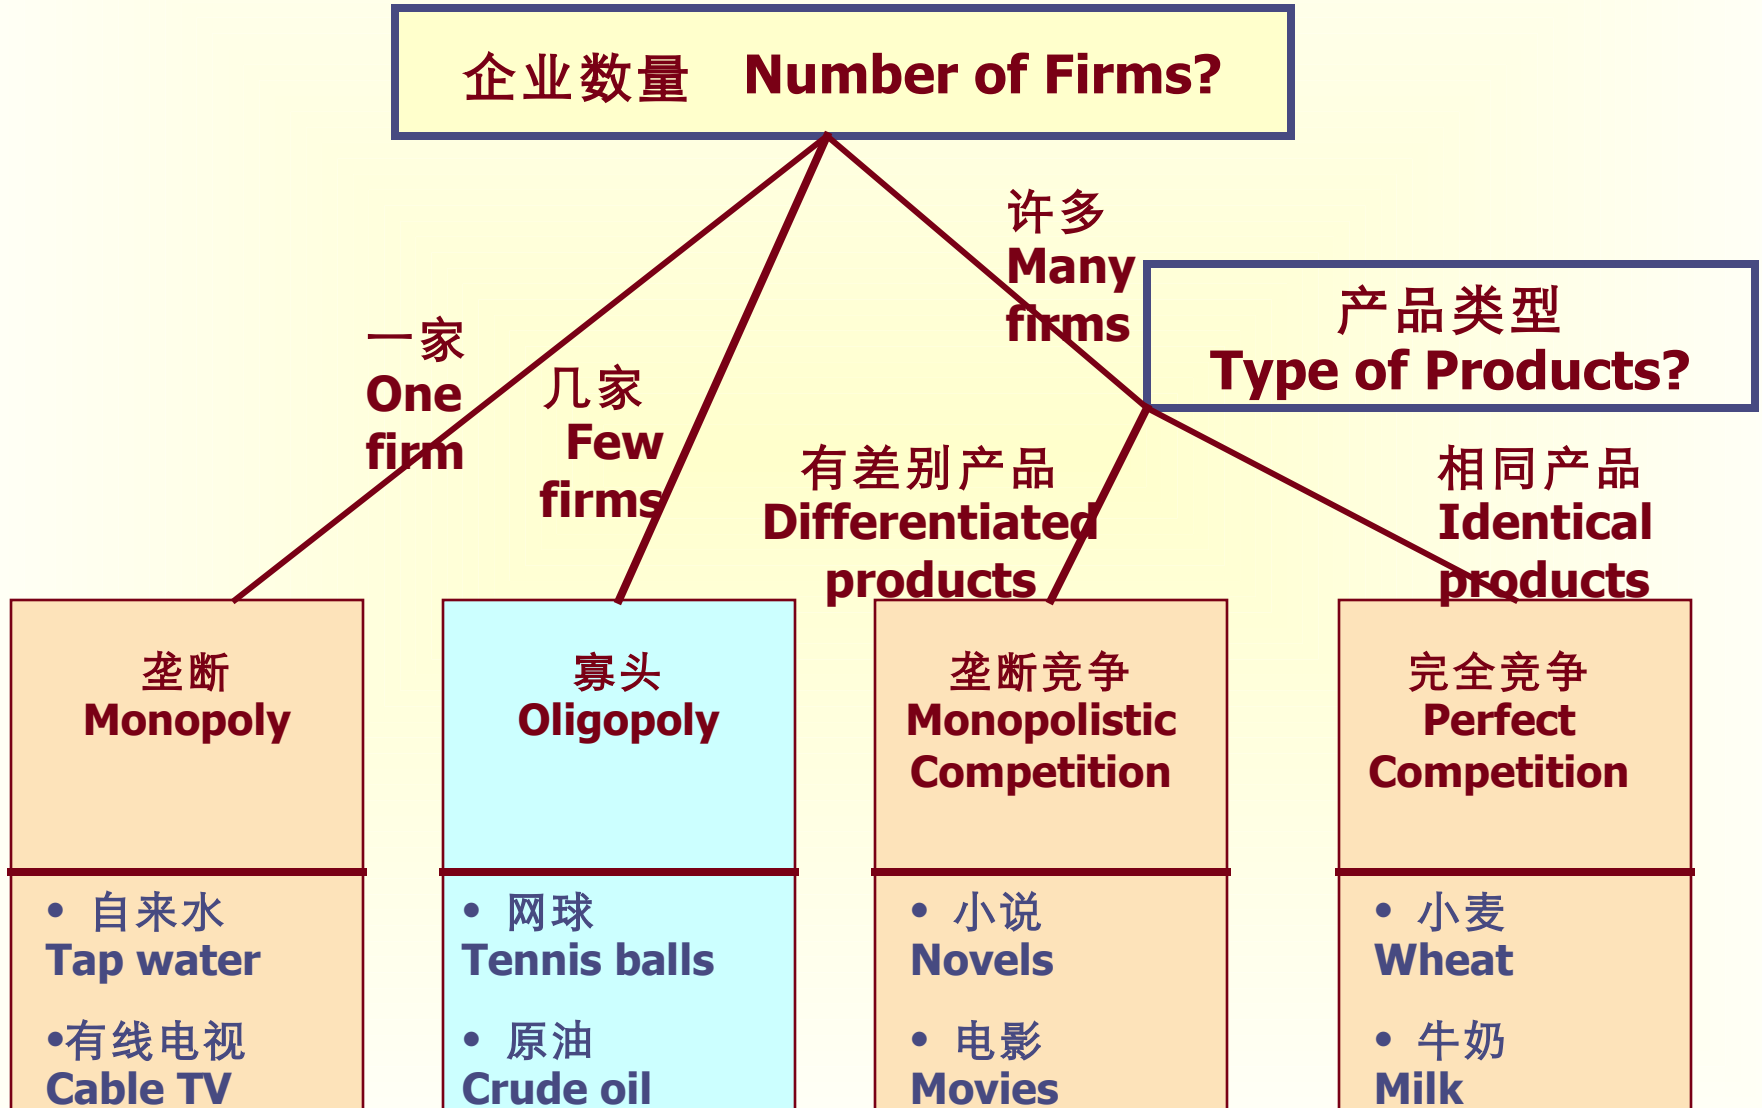 企业数量 Number of Firms?
许多
Many
firms
产品类型
Type of Products?
一家
One
firm
几家
Few
firms
有差别产品
Differentiated
products
相同产品
Identical
products
垄断
Monopoly
寡头
Oligopoly
垄断竞争
Monopolistic
Competition
完全竞争
Perfect
Competition
• 自来水
Tap water
•有线电视
Cable TV
• 网球
Tennis balls
• 原油
Crude oil
• 小说
Novels
• 电影
Movies
• 小麦
Wheat
• 牛奶
Milk